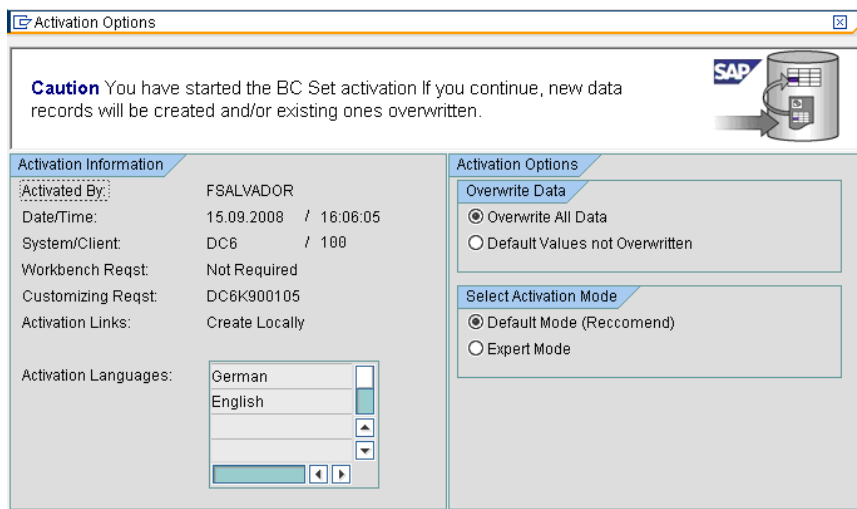 Activation Options
Caution You have started the BC Set activation If you continue, new data
records will be created and/or existing ones overwritten.
SAP
Activation Information
Activated By: FSALVADOR
Date/Time: 15.09.2008 / 16:06:05
System/Client: DC6 / 100
Workbench Reqst: Not Required
Customizing Reqst: DC6K900105
Activation Links: Create Locally
Activation Languages: German
English
Activation Options
Overwrite Data
Overwrite All Data
Default Values not Overwritten
Select Activation Mode
Default Mode (Reccomend)
Expert Mode